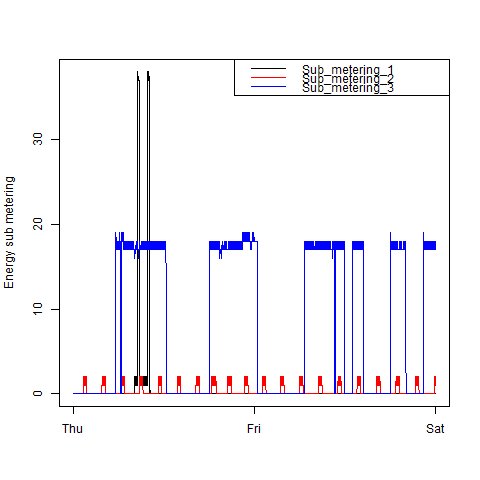 Sub_metering_1
Sub_metering_2
Sub_metering_3
Energy sub metering
30
20
10
0
Thu
Fri
Sat